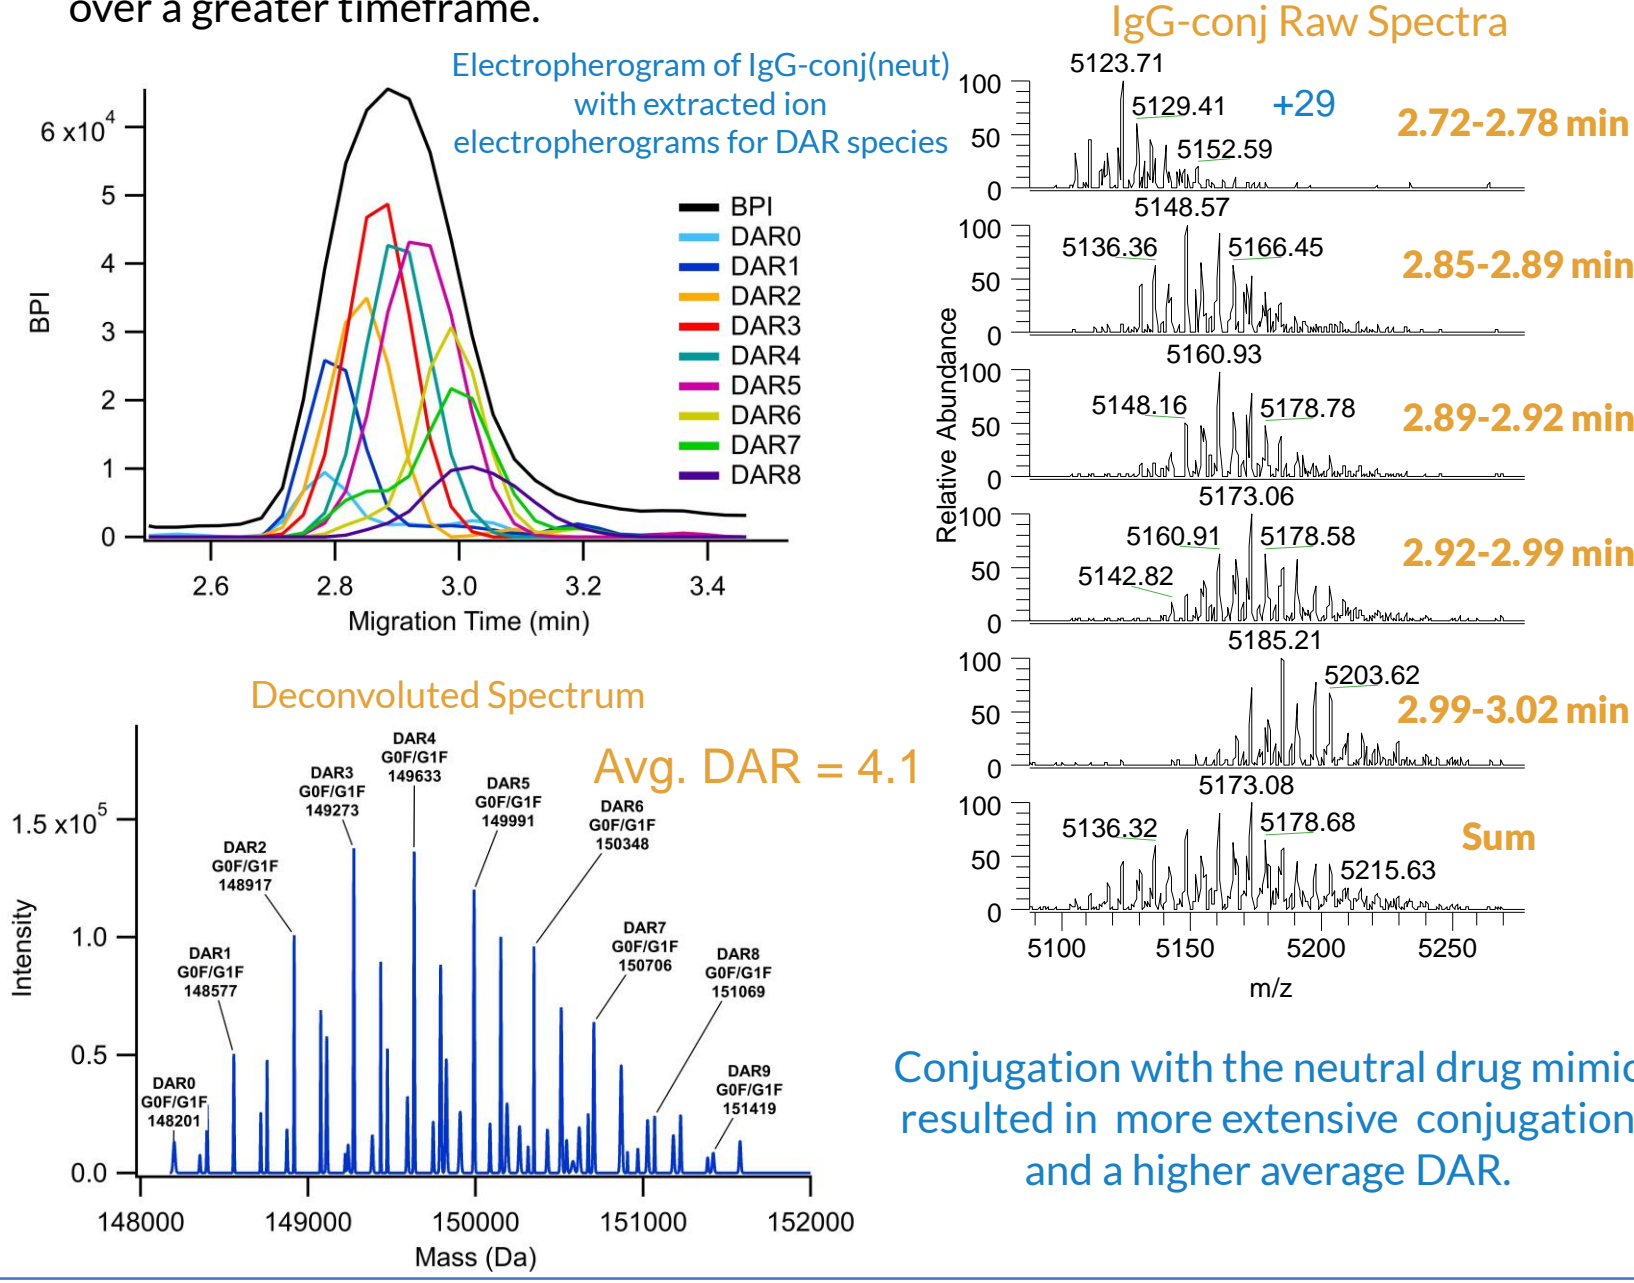 over a greater timeframe.
Electropherogram of IgG-conj(neut)
with extracted ion
electropherograms for DAR species
6 x10^4
5
4
3
2
1
0
BPI
BPI
DAR0
DAR1
DAR2
DAR3
DAR4
DAR5
DAR6
DAR7
DAR8
2.6
2.8
3.0
3.2
3.4
Migration Time (min)
Deconvoluted Spectrum
Avg. DAR = 4.1
1.5 x10^5
1.0
0.5
0.0
Intensity
DAR0
G0F/G1F
148201
DAR1
G0F/G1F
148577
DAR2
G0F/G1F
148917
DAR3
G0F/G1F
149273
DAR4
G0F/G1F
149633
DAR5
G0F/G1F
149991
DAR6
G0F/G1F
150348
DAR7
G0F/G1F
150706
DAR8
G0F/G1F
151069
DAR9
G0F/G1F
151419
148000
149000
150000
151000
152000
Mass (Da)
IgG-conj Raw Spectra
Relative Abundance
100
50
0
5123.71
5129.41
5152.59
+29
2.72-2.78 min
100
50
0
5148.57
5136.36
5166.45
2.85-2.89 min
100
50
0
5160.93
5148.16
5178.78
2.89-2.92 min
100
50
0
5173.06
5160.91
5178.58
5142.82
2.92-2.99 min
100
50
0
5185.21
5203.62
2.99-3.02 min
100
50
0
5173.08
5136.32
5178.68
5215.63
Sum
5100
5150
5200
5250
m/z
Conjugation with the neutral drug mimic
resulted in more extensive conjugation
and a higher average DAR.